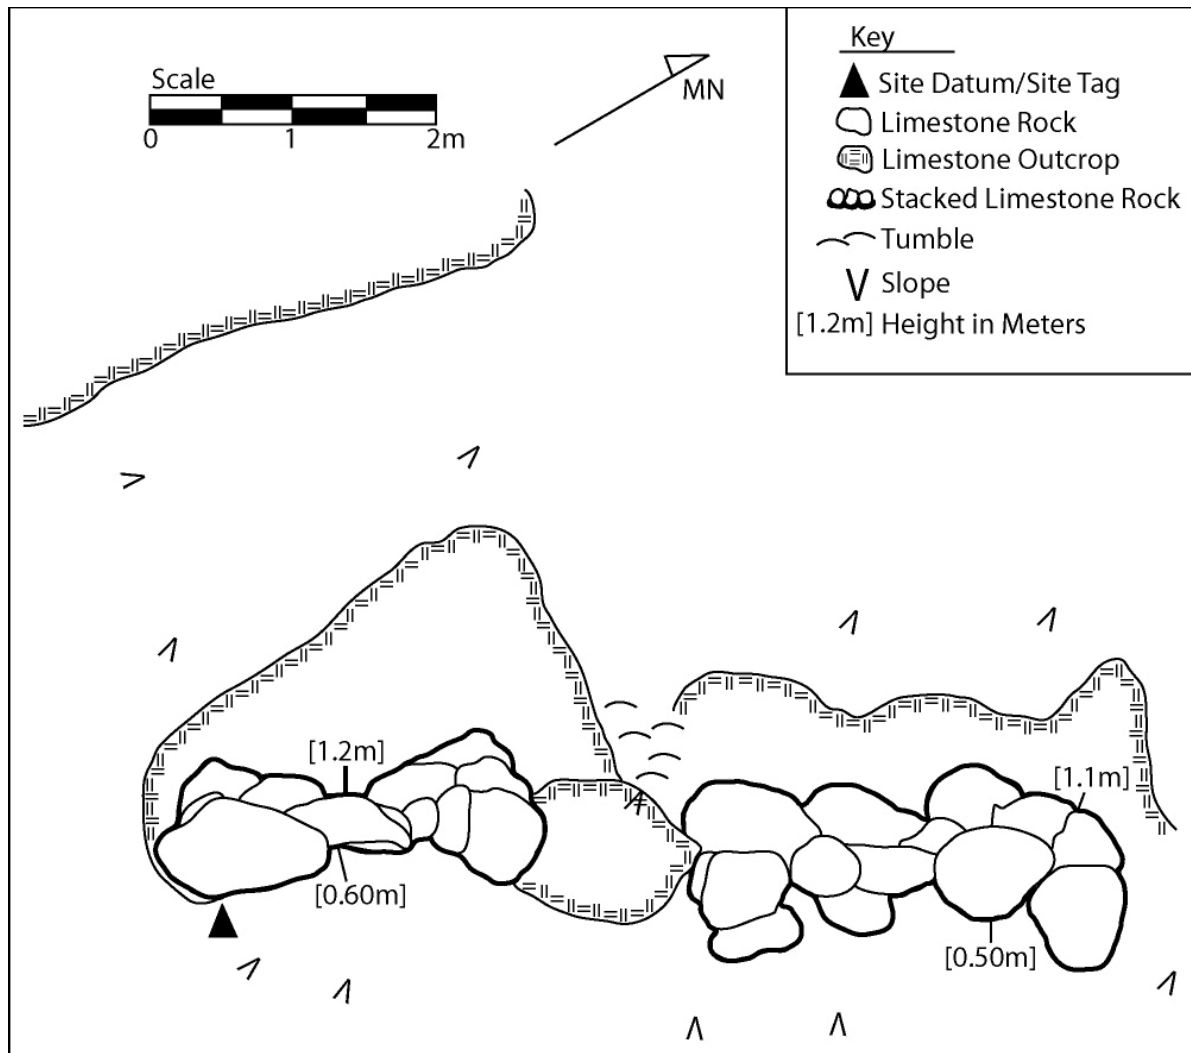 Scale
0 1 2m
MN
Key
Site Datum/Site Tag
Limestone Rock
Limestone Outcrop
Stacked Limestone Rock
Tumble
Slope
[1.2m] Height in Meters
[1.2m]
[1.1m]
[0.60m]
[0.50m]